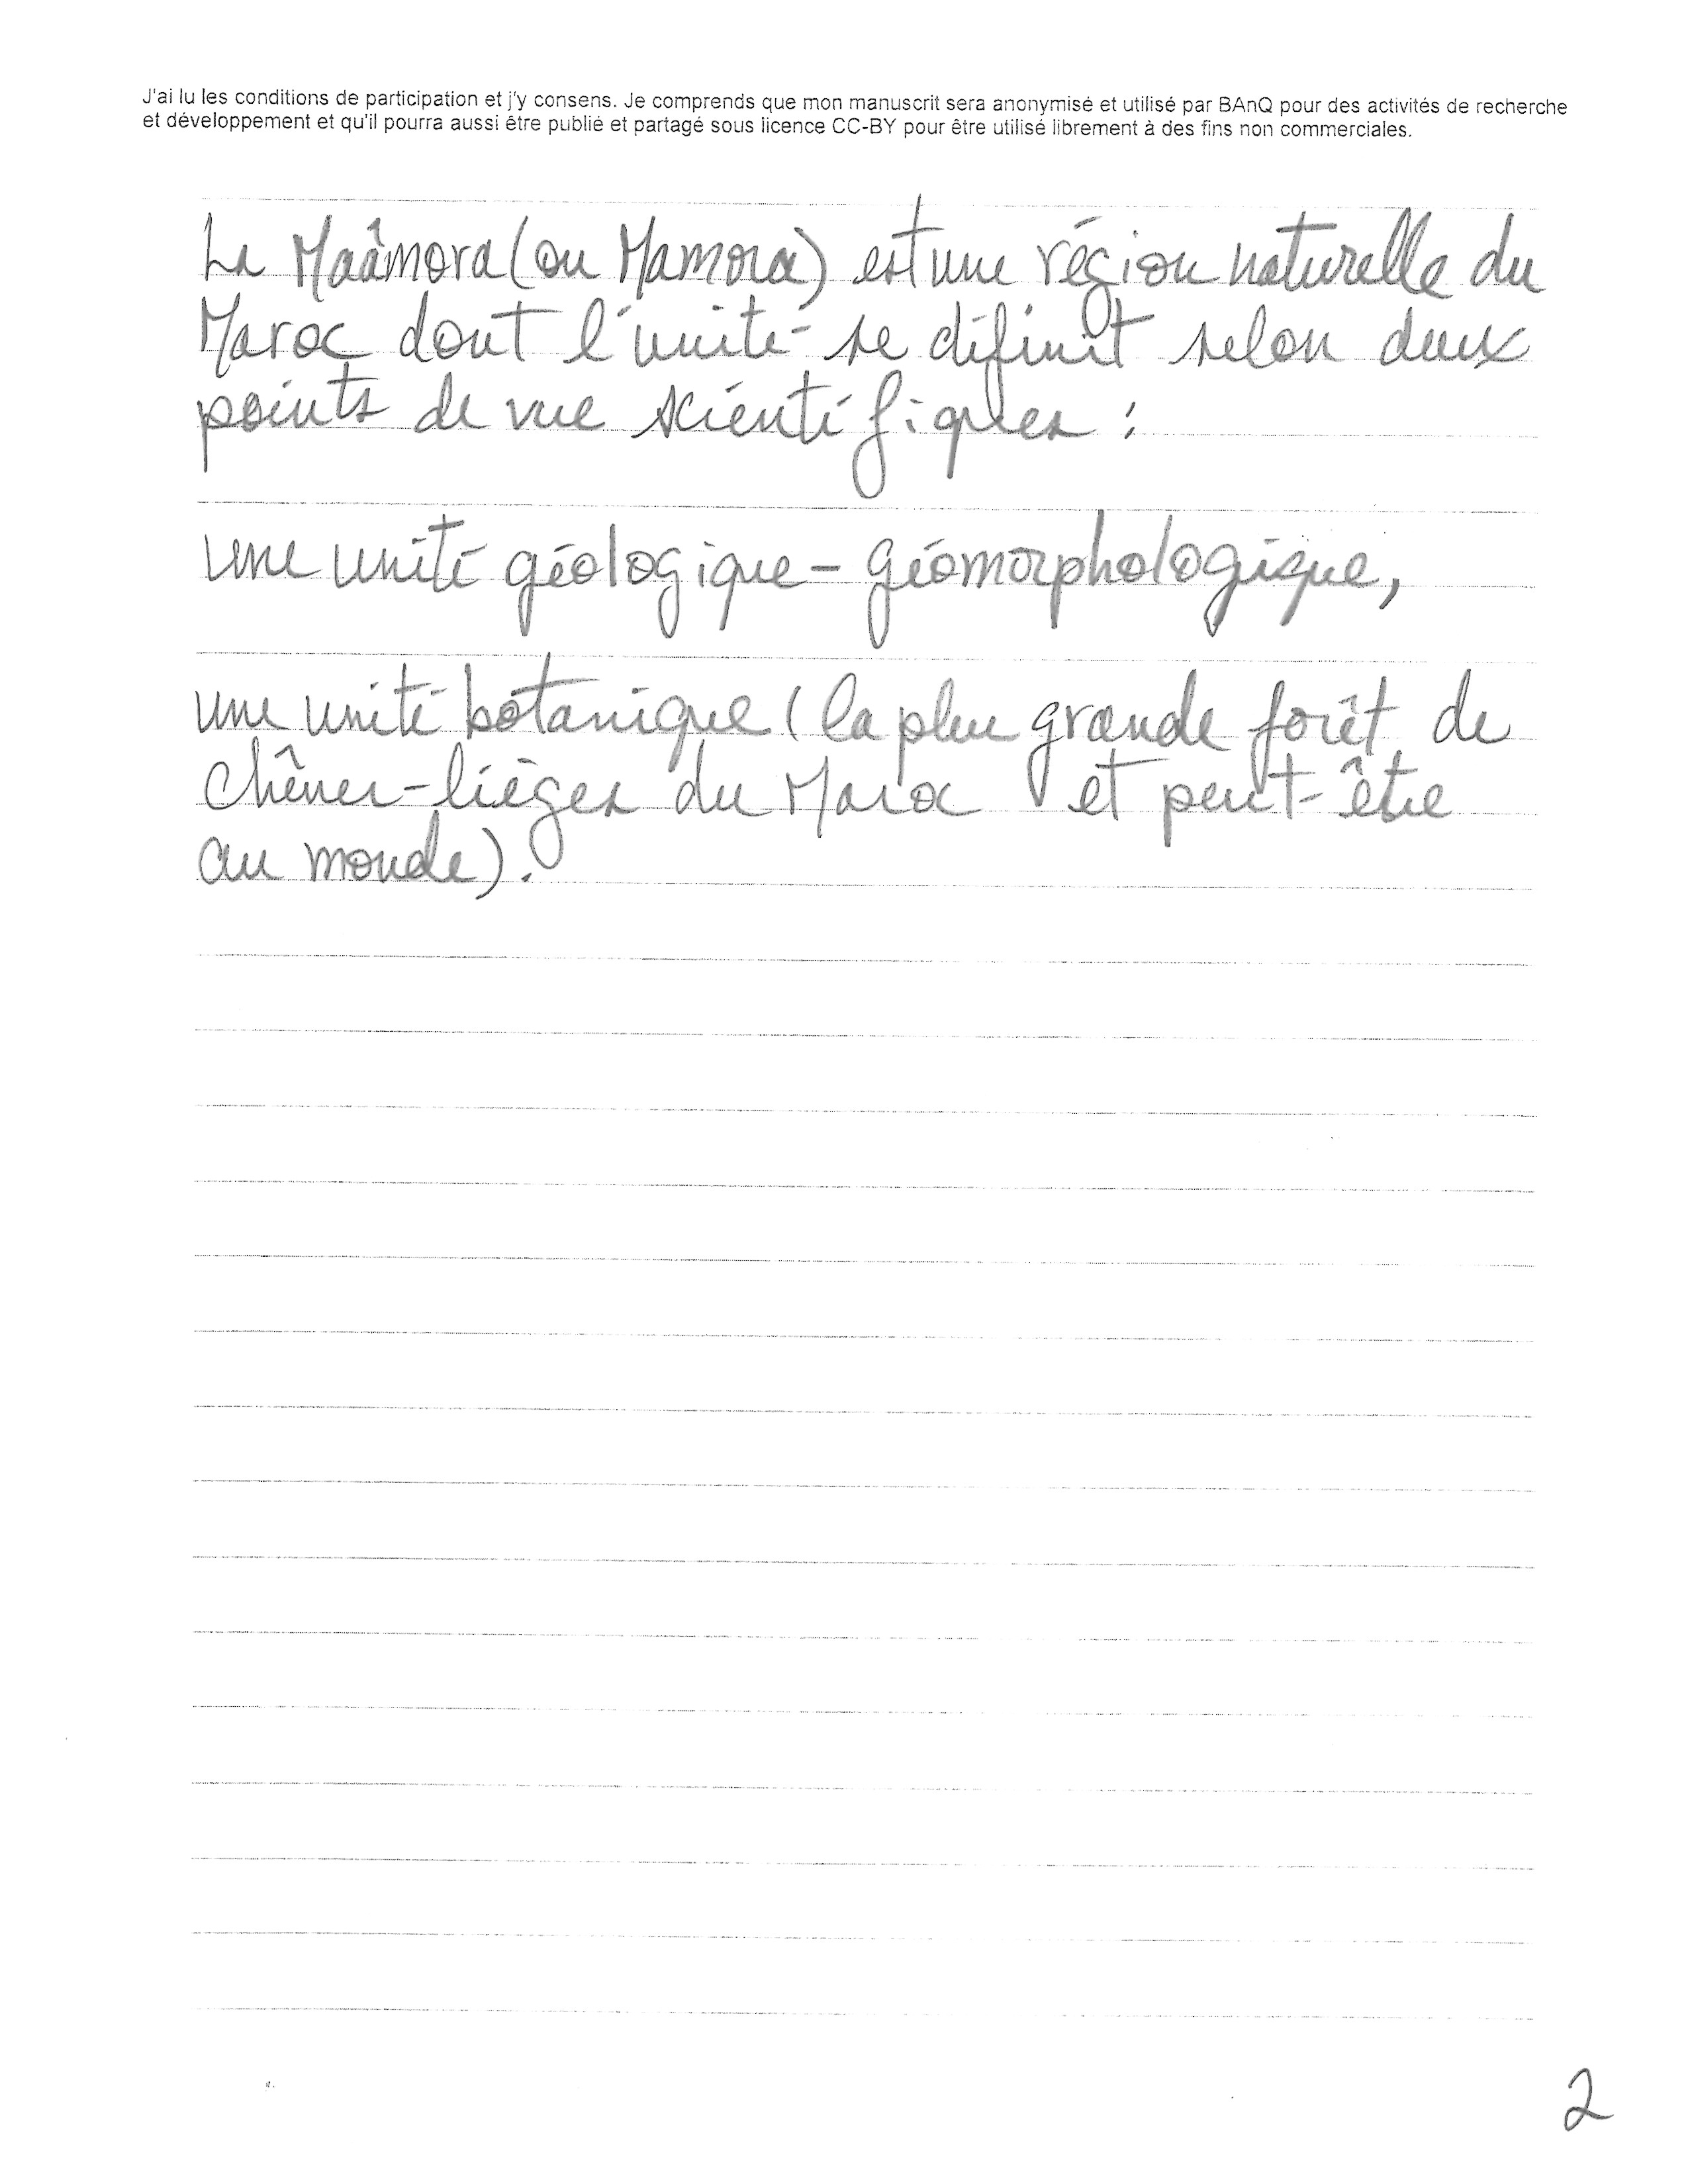 J'ai lu les conditions de participation et j'y consens. Je comprends que mon manuscrit sera anonymisé et utilisé par BAnQ pour des activités de recherche
et développement et qu'il pourra aussi être publié et partagé sous licence CC-BY pour être utilisé librement à des fins non commerciales.
La Maâmora (ou Mamora) est une région naturelle du
Maroc dont l'unité se définit selon deux
points de vue scientifiques :
une unité géologique - géomorphologique,
une unité botanique (la plus grande forêt de
chênes-lièges du Maroc et peut-être
au monde).
2